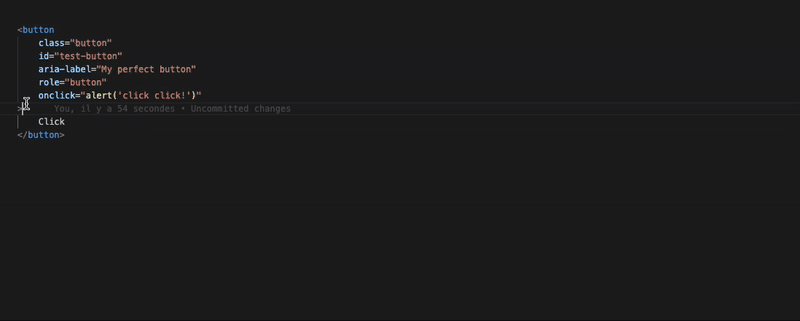 <button
class="button"
id="test-button"
aria-label="My perfect button"
role="button"
onclick="alert('click click!')"
> You, il y a 54 secondes • Uncommitted changes
Click
</button>